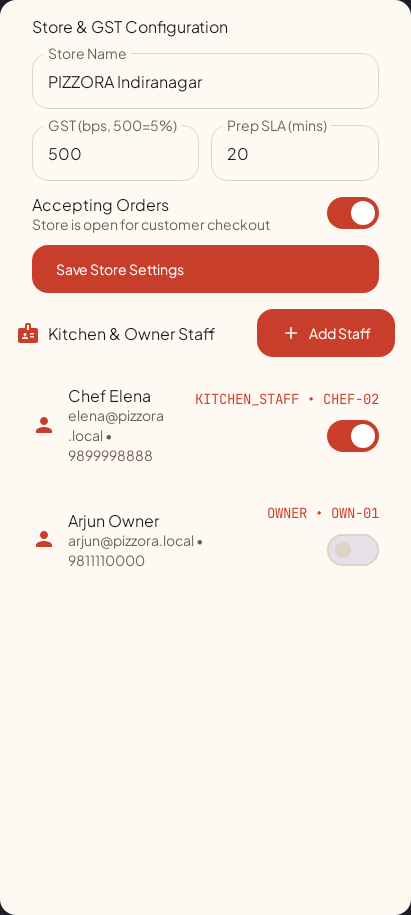 Store & GST Configuration
Store Name
PIZZORA Indiranagar
GST (bps, 500=5%)
Prep SLA (mins)
500
20
Accepting Orders
Store is open for customer checkout
Save Store Settings
Kitchen & Owner Staff
Add Staff
Chef Elena
elena@pizzora
.local •
9899998888
KITCHEN_STAFF • CHEF-02
Arjun Owner
arjun@pizzora.local •
9811110000
OWNER • OWN-01